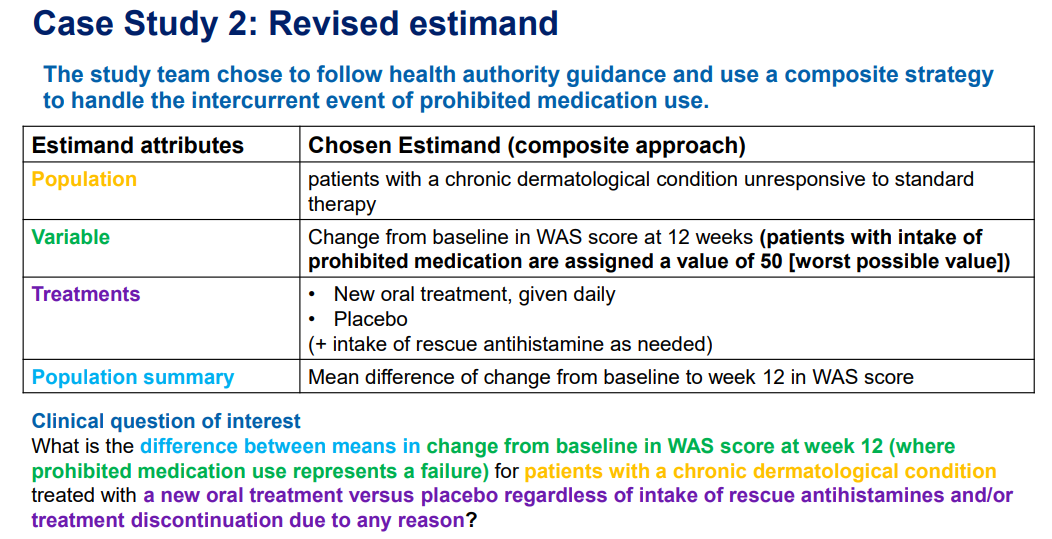 Case Study 2: Revised estimand
The study team chose to follow health authority guidance and use a composite strategy
to handle the intercurrent event of prohibited medication use.
Estimand attributes
Chosen Estimand (composite approach)
Population
patients with a chronic dermatological condition unresponsive to standard
therapy
Variable
Change from baseline in WAS score at 12 weeks (patients with intake of
prohibited medication are assigned a value of 50 [worst possible value])
Treatments
• New oral treatment, given daily
• Placebo
(+ intake of rescue antihistamine as needed)
Population summary
Mean difference of change from baseline to week 12 in WAS score
Clinical question of interest
What is the difference between means in change from baseline in WAS score at week 12 (where
prohibited medication use represents a failure) for patients with a chronic dermatological condition
treated with a new oral treatment versus placebo regardless of intake of rescue antihistamines and/or
treatment discontinuation due to any reason?